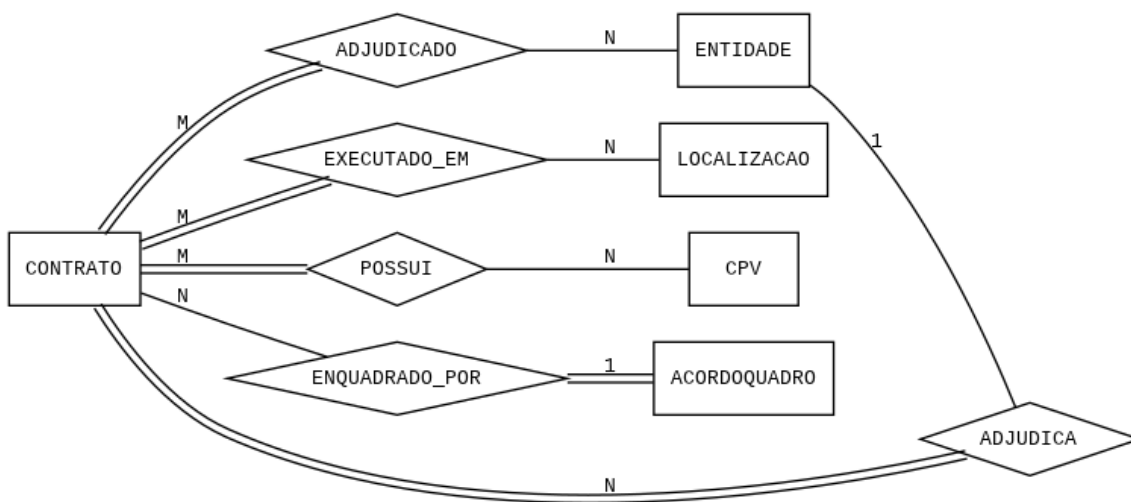 ADJUDICADO
N
ENTIDADE
M
EXECUTADO_EM
N
LOCALIZACAO
1
M
CONTRATO
M
POSSUI
N
CPV
N
ENQUADRADO_POR
1
ACORDOQUADRO
ADJUDICA
N